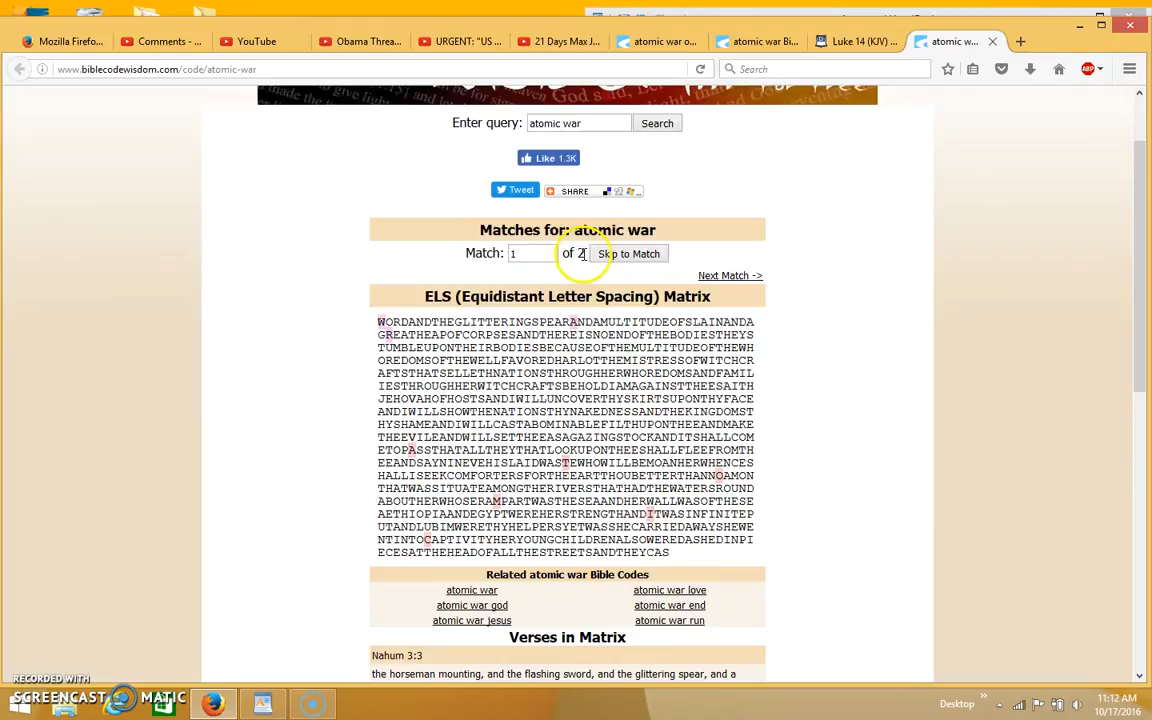 Mozilla Firefo...
Comments - ...
YouTube
Obama Threa...
URGENT: "US ...
21 Days Max J...
atomic war o...
atomic war Bi...
Luke 14 (KJV) ...
atomic w...
www.biblecodewisdom.com/code/atomic-war
Search
ABP
Enter query: atomic war Search
Like 1.3K
Tweet SHARE
Matches for: atomic war
Match: 1 of 2 Skip to Match
Next Match ->
ELS (Equidistant Letter Spacing) Matrix
WORDANDTHEGLITTERINGSPEARANDAMULTITUDEOFSLAINANDA
GREATHEAPOFCORPSESANDTHEREISNOENDOFTHEBODIESTHEYS
TUMBLEUPONTHEIRBODIESBECAUSEOFTHEMULTITUDEOFTHEWH
OREDOMSOFTHEWELLFAVOREDHARLOTTHEMISTRESSOFWITCHCR
AFTSTHATSELLETHNATIONSTHROUGHHERWHOREDOMSANDFAMIL
IESTHROUGHHERWITCHCRAFTSBEHOLDIAMAGAINSTTHEESAITH
JEHOVAHOFHOSTSANDIWILLUNCOVERTHYSKIRTSUPONTHYFACE
ANDIWILLSHOWTHENATIONSTHYNAKEDNESSANDTHEKINGDOMST
HYSHAMEANDIWILLCASTABOMINABLEFILTHUPONTHEEANDMAKE
THEEVILEANDWILLSETTHEEASAGAZINGSTOCKANDITSHALLCOM
ETOPASSTHATALLTHEYTHATLOOKUPONTHEESHALLFLEEFROMTH
EEANDSAYNINEVEHISLAIDWASTEWHOWILLBEMOANHERWHENCES
HALLISEEKCOMFORTERSFORTHEEARTTHOUBETTERTHANNOAMON
THATWASSITUATEAMONGTHERIVERSTHATHADTHEWATERSROUND
ABOUTHERWHOSERAMPARTWASTHESEAANDHERWALLWASOFTHESE
AETHIOPIAANDEGYPTWEREHERSTRENGTHANDITWASINFINITEP
UTANDLUBIMWERETHYHELPERSYETWASSHECARRIEDAWAYSHEWE
NTINTOCAPTIVITYHERYOUNGCHILDRENALSOWEREDASHEDINPI
ECESATTHEHEADOFALLTHESTREETSANDTHEYCAS
Related atomic war Bible Codes
atomic war atomic war love
atomic war god atomic war end
atomic war jesus atomic war run
Verses in Matrix
Nahum 3:3
the horseman mounting, and the flashing sword, and the glittering spear, and a
RECORDED WITH
SCREENCAST MATIC
Desktop
11:12 AM
10/17/2016